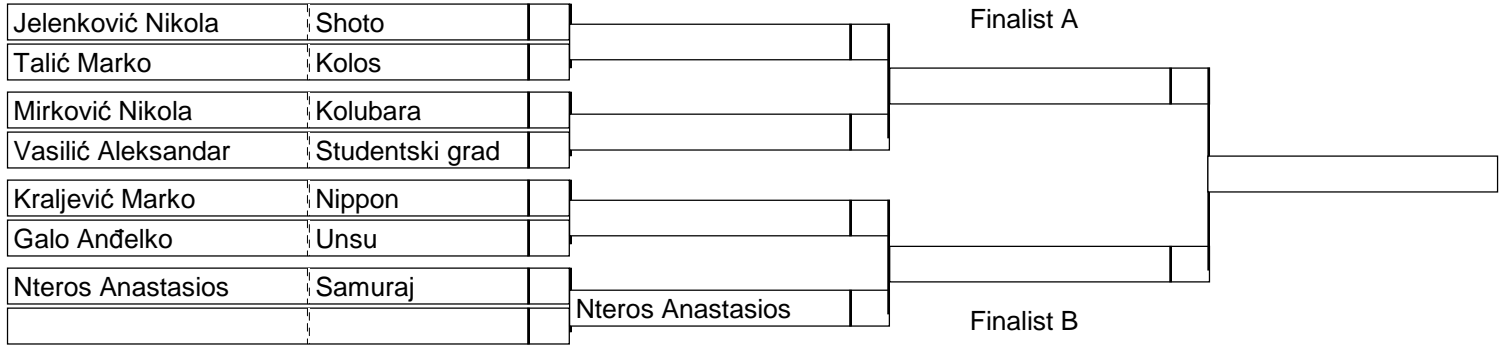 Jelenković Nikola Shoto
Finalist A
Talić Marko Kolos
Mirković Nikola Kolubara
Vasilić Aleksandar Studentski grad
Kraljević Marko Nippon
Galo Anđelko Unsu
Nteros Anastasios Samuraj
Nteros Anastasios
Finalist B